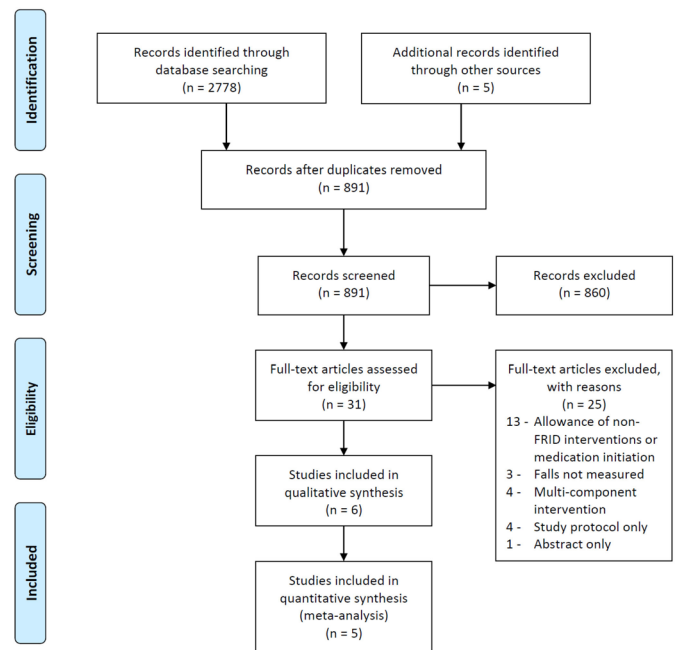 Identification
Records identified through
database searching
(n = 2778)
Additional records identified
through other sources
(n = 5)
Records after duplicates removed
(n = 891)
Screening
Records screened
(n = 891)
Records excluded
(n = 860)
Eligibility
Full-text articles assessed
for eligibility
(n = 31)
Full-text articles excluded,
with reasons
(n = 25)
13 - Allowance of non-
FRID interventions or
medication initiation
3 - Falls not measured
4 - Multi-component
intervention
4 - Study protocol only
1 - Abstract only
Studies included in
qualitative synthesis
(n = 6)
Included
Studies included in
quantitative synthesis
(meta-analysis)
(n = 5)